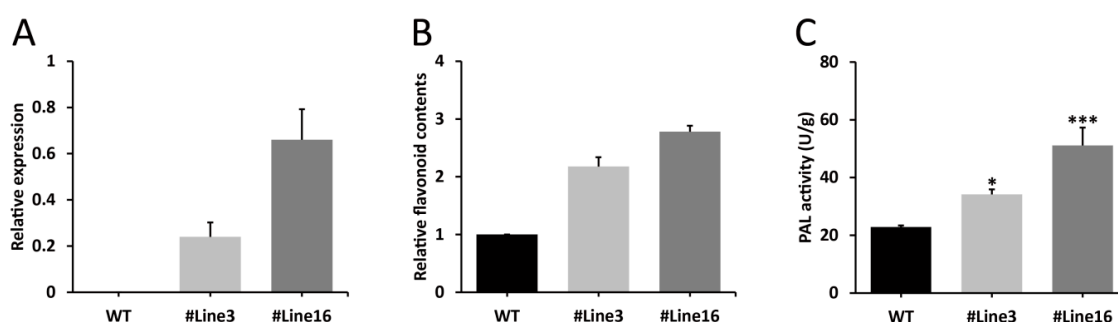 A
Relative expression
1
0.8
0.6
0.4
0.2
0
WT #Line3 #Line16
B
Relative flavonoid contents
4
3
2
1
0
WT #Line3 #Line16
C
PAL activity (U/g)
80
60
40
20
0
*
***
WT #Line3 #Line16